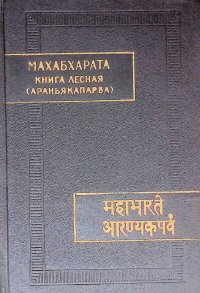 МАХАБХАРАТА
КНИГА ЛЕСНАЯ
(АРАНЬЯКАПАРВА)
महाभारते
आरण्यकपर्व